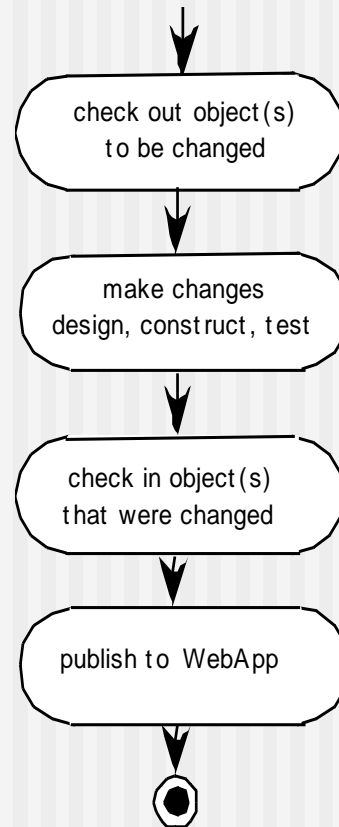 check out object(s)
to be changed
make changes
design, construct, test
check in object(s)
that were changed
publish to WebApp